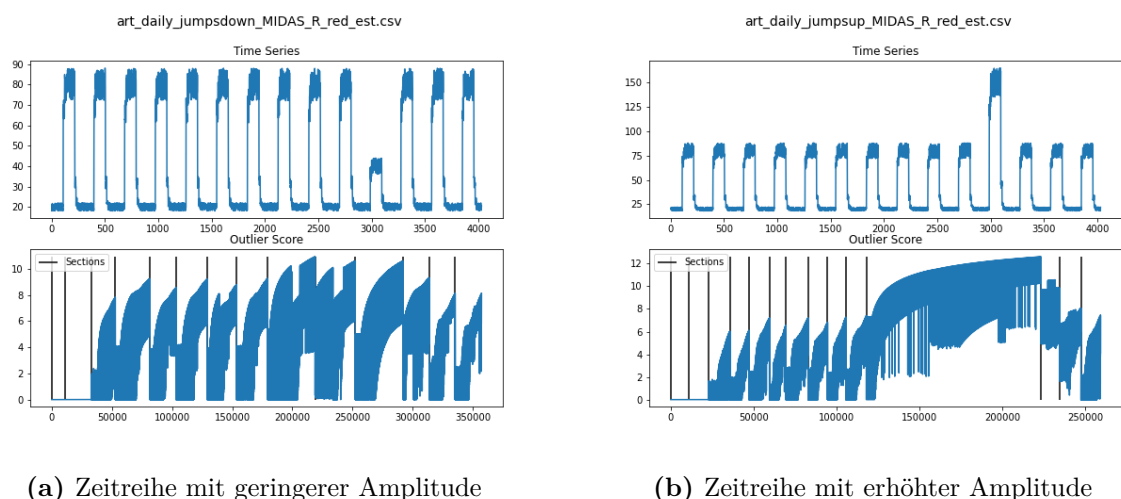 art_daily_jumpsdown_MIDAS_R_red_est.csv
Time Series
90
80
70
60
50
40
30
20
0 500 1000 1500 2000 2500 3000 3500 4000
Outlier Score
Sections
10
8
6
4
2
0
0 50000 100000 150000 200000 250000 300000 350000
(a) Zeitreihe mit geringerer Amplitude
art_daily_jumpsup_MIDAS_R_red_est.csv
Time Series
150
125
100
75
50
25
0 500 1000 1500 2000 2500 3000 3500 4000
Outlier Score
Sections
12
10
8
6
4
2
0
0 50000 100000 150000 200000 250000
(b) Zeitreihe mit erhöhter Amplitude